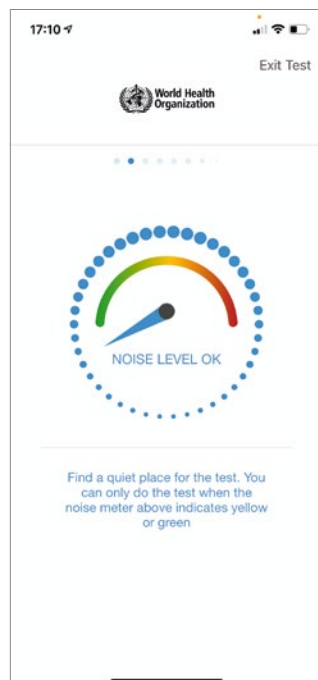 17:10
Exit Test
World Health
Organization
NOISE LEVEL OK
Find a quiet place for the test. You
can only do the test when the
noise meter above indicates yellow
or green